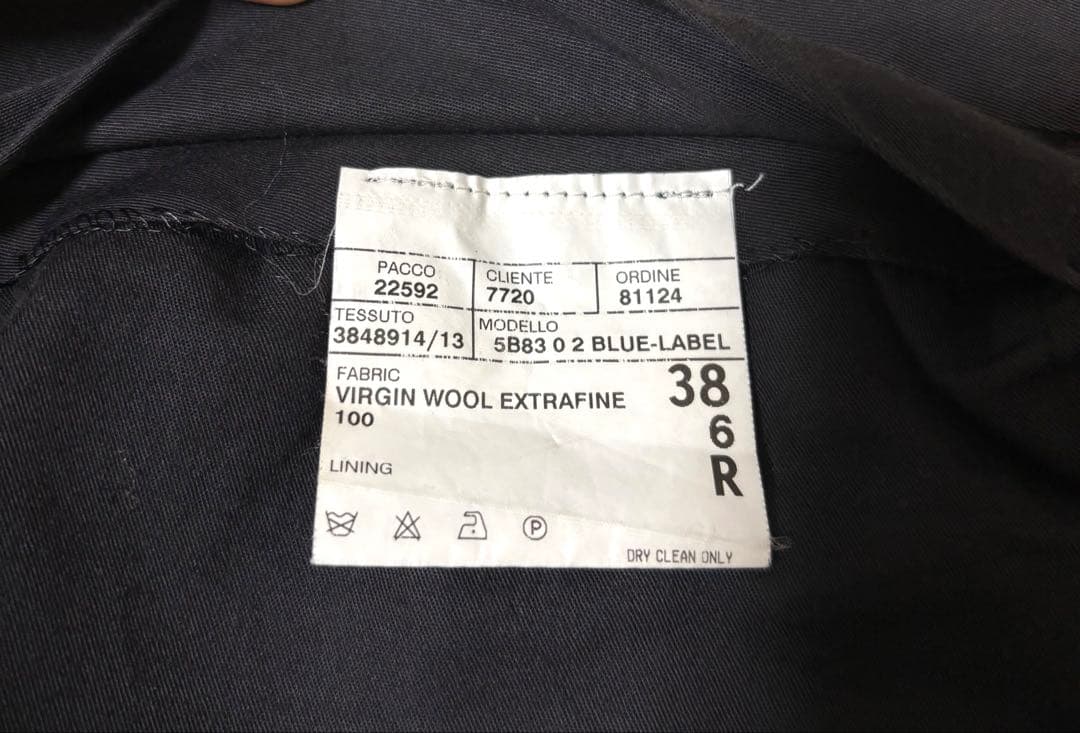 PACCO CLIENTE ORDINE
22592 7720 81124
TESSUTO MODELLO
3848914/13 5B83 0 2 BLUE-LABEL
FABRIC 38
VIRGIN WOOL EXTRAFINE
100 6
LINING R
P
DRY CLEAN ONLY